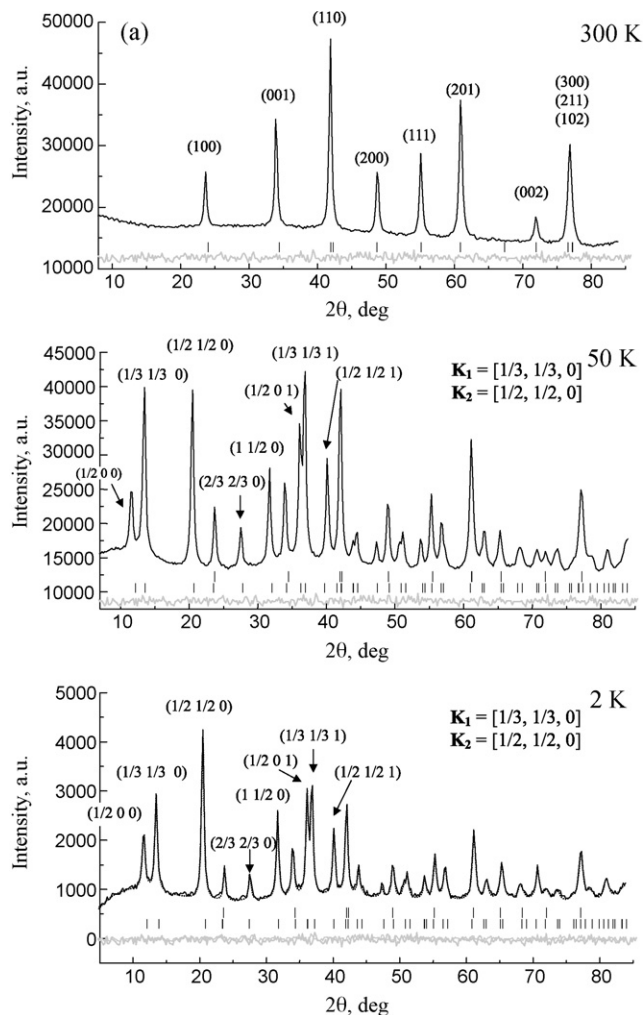 (a)
300 K
Intensity, a.u.
50000
40000
30000
20000
10000
(100)
(001)
(110)
(200)
(111)
(201)
(002)
(300)
(211)
(102)
10 20 30 40 50 60 70 80 90
2θ, deg
50 K
Intensity, a.u.
45000
40000
35000
30000
25000
20000
15000
10000
(1/2 0 0)
(1/3 1/3 0)
(1/2 1/2 0)
(2/3 2/3 0)
(1 1/2 0)
(1/2 0 1)
(1/3 1/3 1)
(1/2 1/2 1)
K₁ = [1/3, 1/3, 0]
K₂ = [1/2, 1/2, 0]
10 20 30 40 50 60 70 80
2θ, deg
2 K
Intensity, a.u.
5000
4000
3000
2000
1000
0
(1/2 0 0)
(1/3 1/3 0)
(1/2 1/2 0)
(2/3 2/3 0)
(1 1/2 0)
(1/2 0 1)
(1/3 1/3 1)
(1/2 1/2 1)
K₁ = [1/3, 1/3, 0]
K₂ = [1/2, 1/2, 0]
10 20 30 40 50 60 70 80
2θ, deg